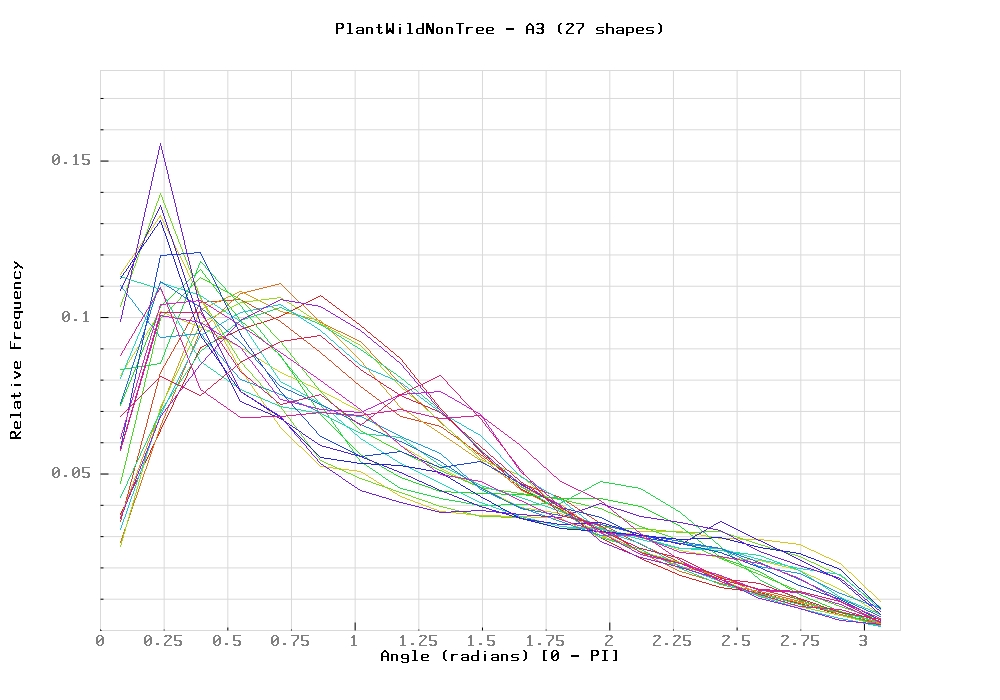 PlantWildNonTree - A3 (27 shapes)
Relative Frequency
0.15
0.1
0.05
0 0.25 0.5 0.75 1 1.25 1.5 1.75 2 2.25 2.5 2.75 3
Angle (radians) [0 - PI]